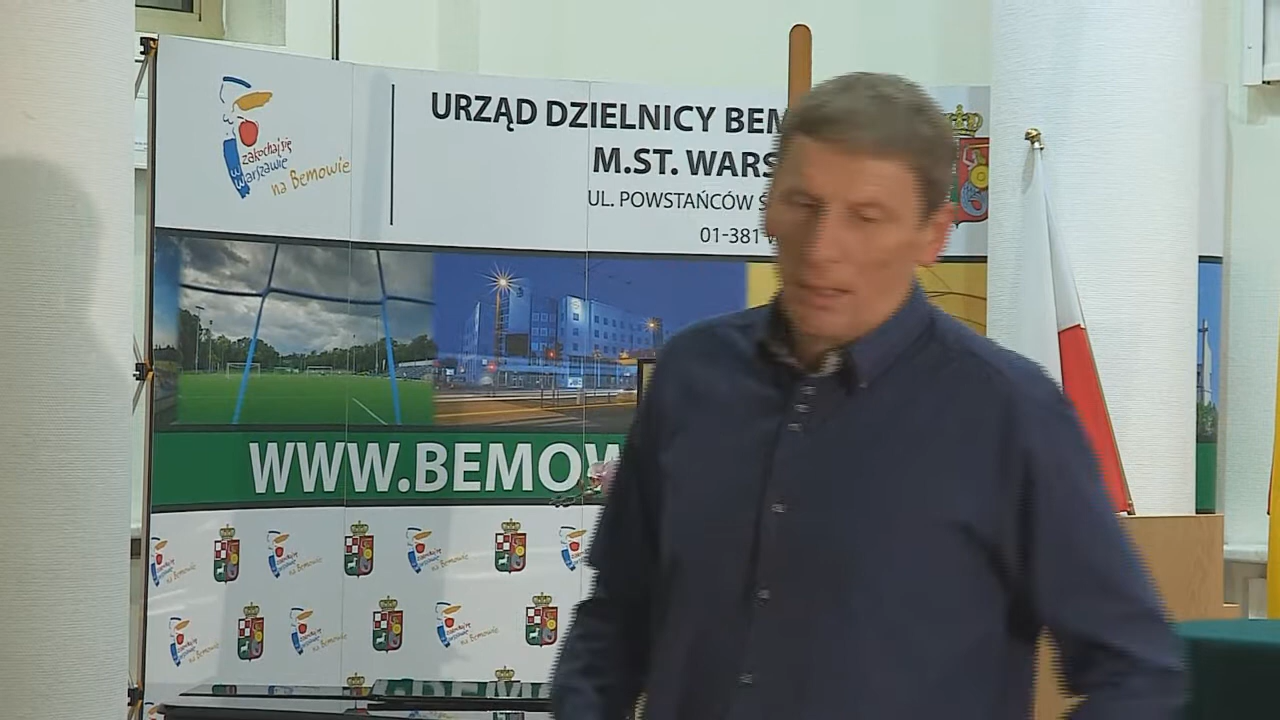 URZĄD DZIELNICY BEM
M.ST. WARS
UL. POWSTAŃCÓW Ś
01-381
zakochaj się
w Warszawie
na Bemowie
WWW.BEMOW